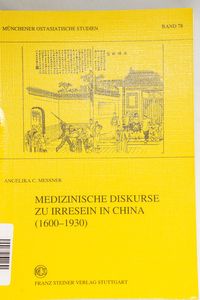 MÜNCHENER OSTASIATISCHE STUDIEN
BAND 78
ANGELIKA C. MESSNER
MEDIZINISCHE DISKURSE
ZU IRRESEIN IN CHINA
(1600–1930)
FRANZ STEINER VERLAG STUTTGART